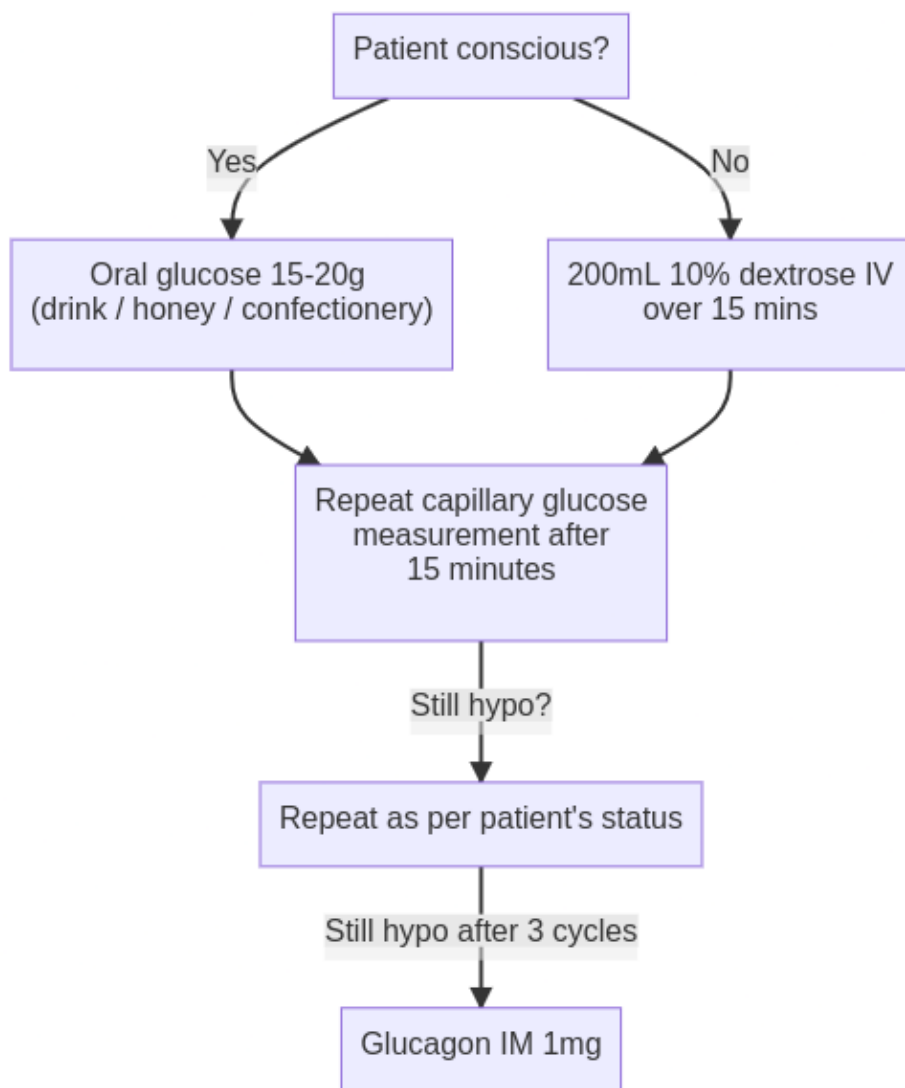 Patient conscious?
Yes
No
Oral glucose 15-20g
(drink / honey / confectionery)
200mL 10% dextrose IV
over 15 mins
Repeat capillary glucose
measurement after
15 minutes
Still hypo?
Repeat as per patient's status
Still hypo after 3 cycles
Glucagon IM 1mg